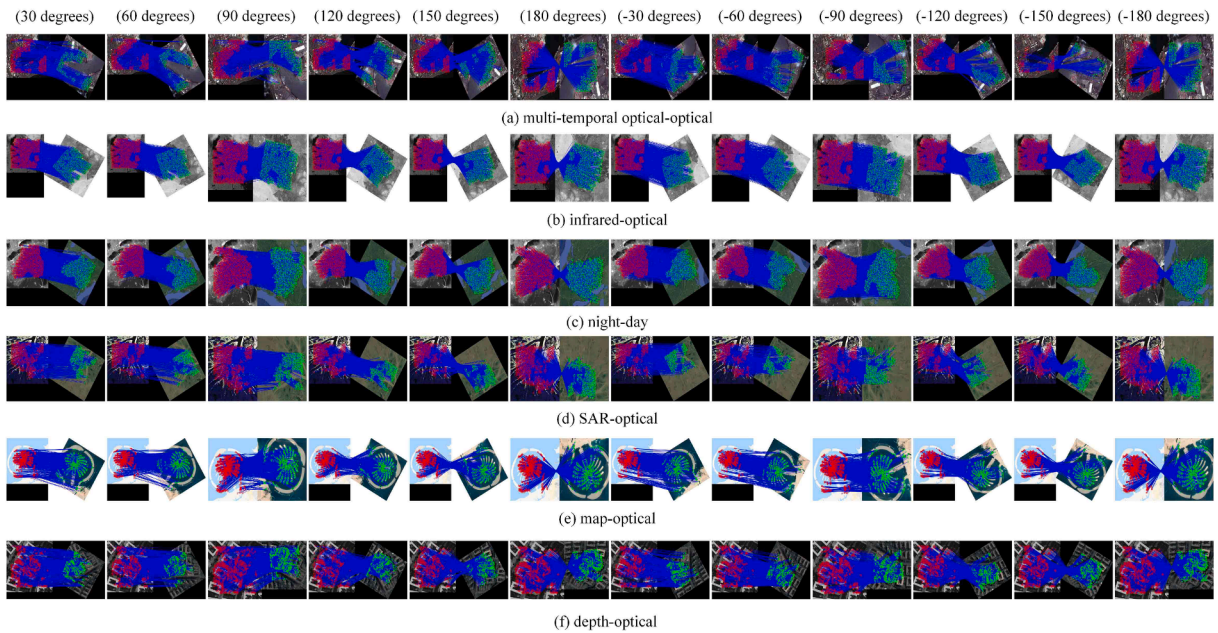 (30 degrees) (60 degrees) (90 degrees) (120 degrees) (150 degrees) (180 degrees) (-30 degrees) (-60 degrees) (-90 degrees) (-120 degrees) (-150 degrees) (-180 degrees)
(a) multi-temporal optical-optical
(b) infrared-optical
(c) night-day
(d) SAR-optical
(e) map-optical
(f) depth-optical